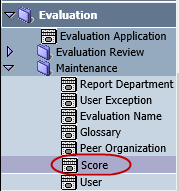 Evaluation
Evaluation Application
Evaluation Review
Maintenance
Report Department
User Exception
Evaluation Name
Glossary
Peer Organization
Score
User